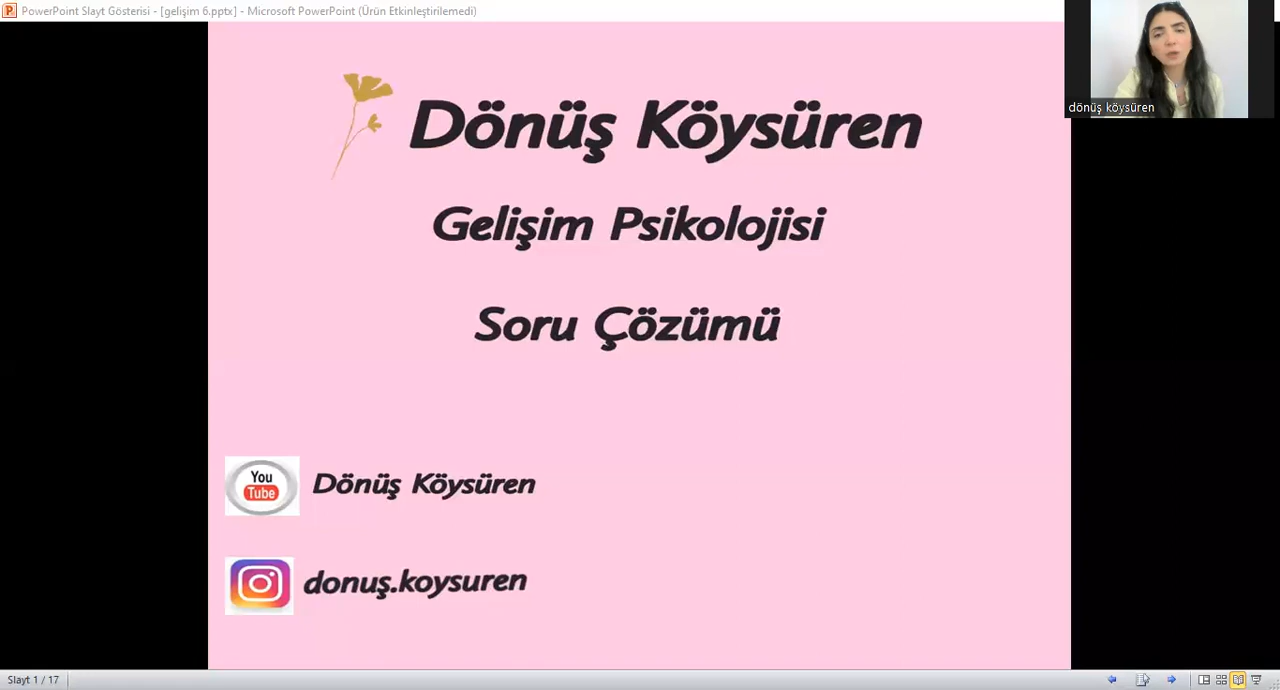 PowerPoint Slayt Gösterisi - [gelişim 6.pptx] - Microsoft PowerPoint (Ürün Etkinleştirilemedi)
dönüş köysüren
Dönüş Köysüren
Gelişim Psikolojisi
Soru Çözümü
You
Tube
Dönüş Köysüren
donuş.koysuren
Slayt 1 / 17